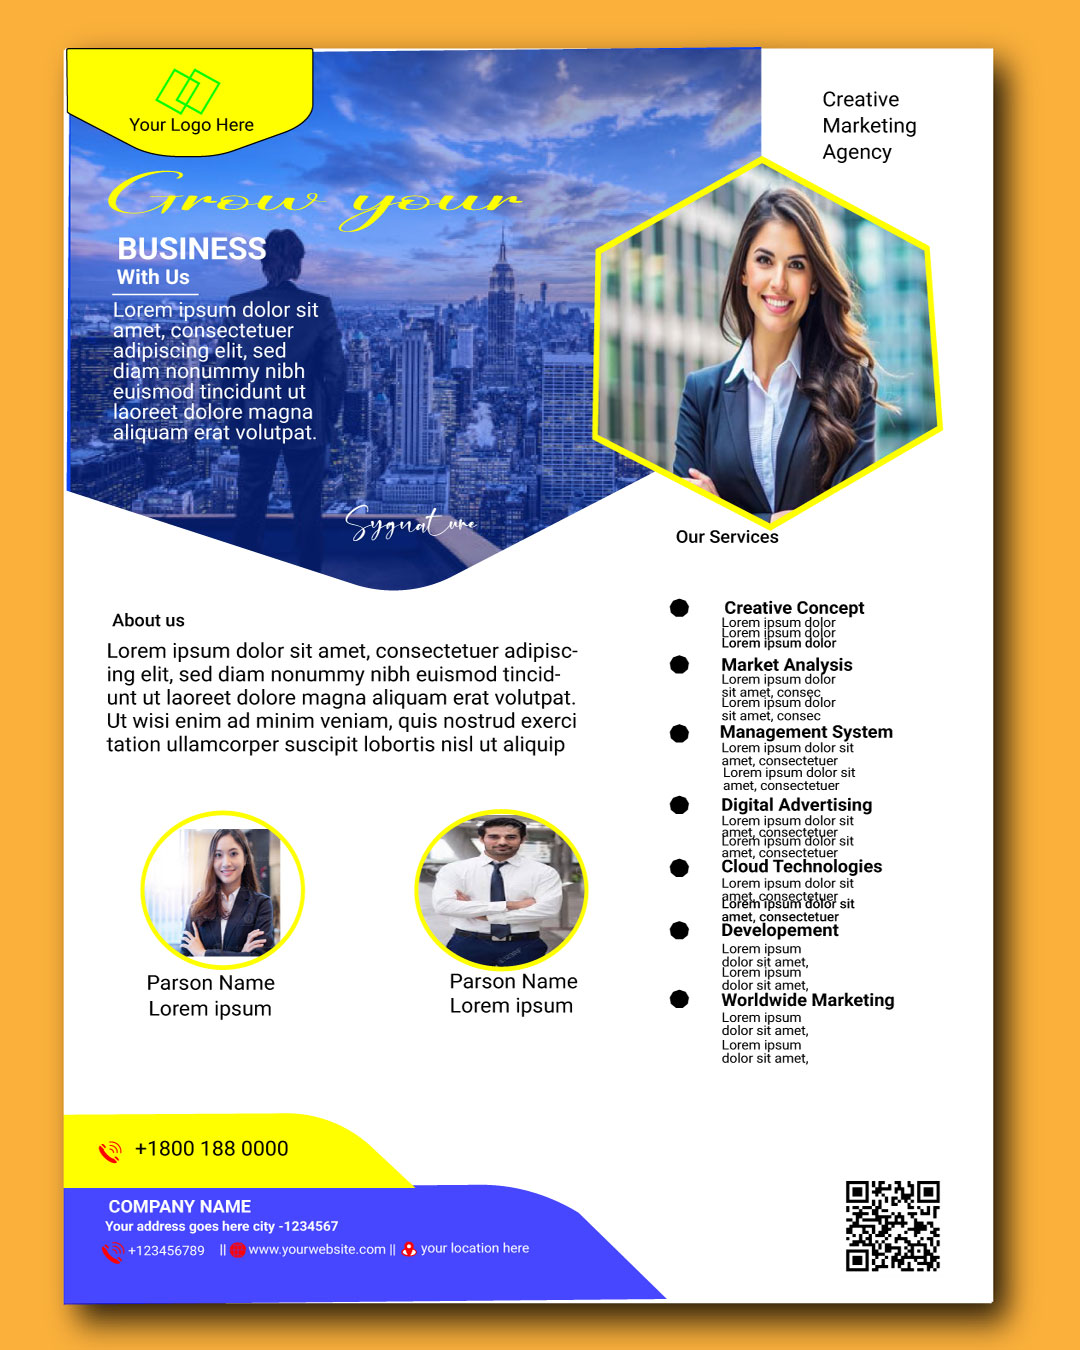 Your Logo Here
Creative
Marketing
Agency
Grow your
BUSINESS
With Us
Lorem ipsum dolor sit
amet, consectetuer
adipiscing elit, sed
diam nonummy nibh
euismod tincidunt ut
laoreet dolore magna
aliquam erat volutpat.
Sygnature
About us
Lorem ipsum dolor sit amet, consectetuer adipisc-
ing elit, sed diam nonummy nibh euismod tincid-
unt ut laoreet dolore magna aliquam erat volutpat.
Ut wisi enim ad minim veniam, quis nostrud exerci
tation ullamcorper suscipit lobortis nisl ut aliquip
Parson Name
Lorem ipsum
Parson Name
Lorem ipsum
Our Services
Creative Concept
Lorem ipsum dolor
Lorem ipsum dolor
Lorem ipsum dolor
Market Analysis
Lorem ipsum dolor
sit amet, consec
Lorem ipsum dolor
sit amet, consec
Management System
Lorem ipsum dolor sit
amet, consectetuer
Lorem ipsum dolor sit
amet, consectetuer
Digital Advertising
Lorem ipsum dolor sit
amet, consectetuer
Lorem ipsum dolor sit
amet, consectetuer
Cloud Technologies
Lorem ipsum dolor sit
amet, consectetuer
Lorem ipsum dolor sit
amet, consectetuer
Developement
Lorem ipsum
dolor sit amet,
Lorem ipsum
dolor sit amet,
Worldwide Marketing
Lorem ipsum
dolor sit amet,
Lorem ipsum
dolor sit amet,
+1800 188 0000
COMPANY NAME
Your address goes here city -1234567
+123456789 || www.yourwebsite.com || your location here